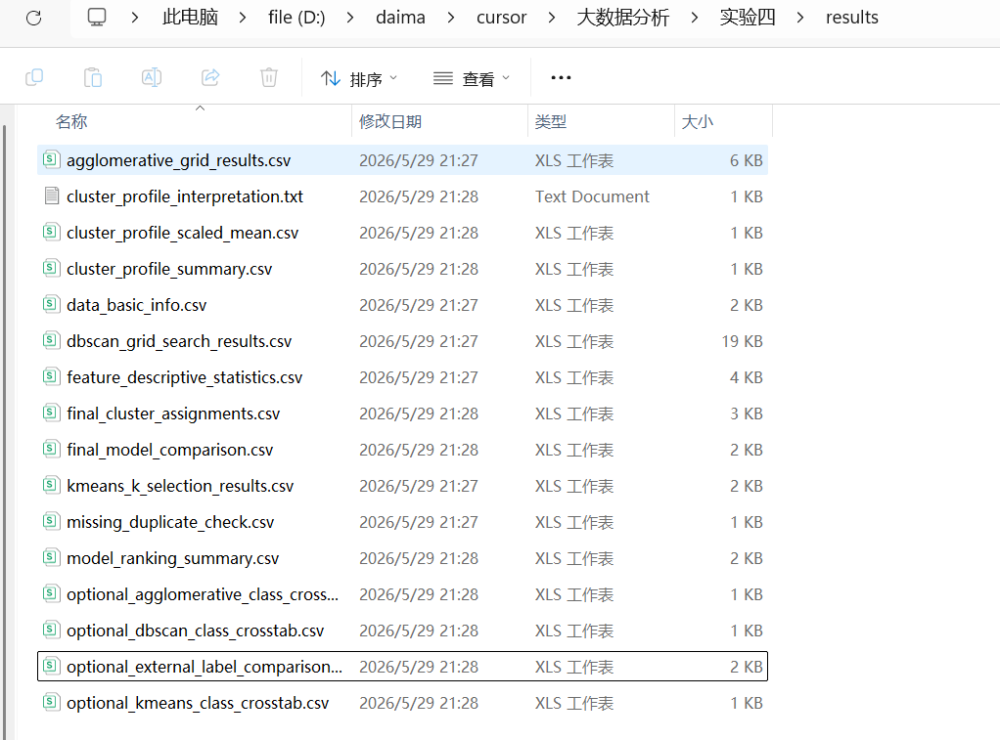 此电脑 > file (D:) > daima > cursor > 大数据分析 > 实验四 > results
排序 查看 ...
名称 修改日期 类型 大小
agglomerative_grid_results.csv 2026/5/29 21:27 XLS 工作表 6 KB
cluster_profile_interpretation.txt 2026/5/29 21:28 Text Document 1 KB
cluster_profile_scaled_mean.csv 2026/5/29 21:28 XLS 工作表 1 KB
cluster_profile_summary.csv 2026/5/29 21:28 XLS 工作表 1 KB
data_basic_info.csv 2026/5/29 21:27 XLS 工作表 2 KB
dbscan_grid_search_results.csv 2026/5/29 21:27 XLS 工作表 19 KB
feature_descriptive_statistics.csv 2026/5/29 21:27 XLS 工作表 4 KB
final_cluster_assignments.csv 2026/5/29 21:28 XLS 工作表 3 KB
final_model_comparison.csv 2026/5/29 21:28 XLS 工作表 2 KB
kmeans_k_selection_results.csv 2026/5/29 21:27 XLS 工作表 2 KB
missing_duplicate_check.csv 2026/5/29 21:27 XLS 工作表 1 KB
model_ranking_summary.csv 2026/5/29 21:28 XLS 工作表 2 KB
optional_agglomerative_class_cross... 2026/5/29 21:28 XLS 工作表 1 KB
optional_dbscan_class_crosstab.csv 2026/5/29 21:28 XLS 工作表 1 KB
optional_external_label_comparison... 2026/5/29 21:28 XLS 工作表 2 KB
optional_kmeans_class_crosstab.csv 2026/5/29 21:28 XLS 工作表 1 KB